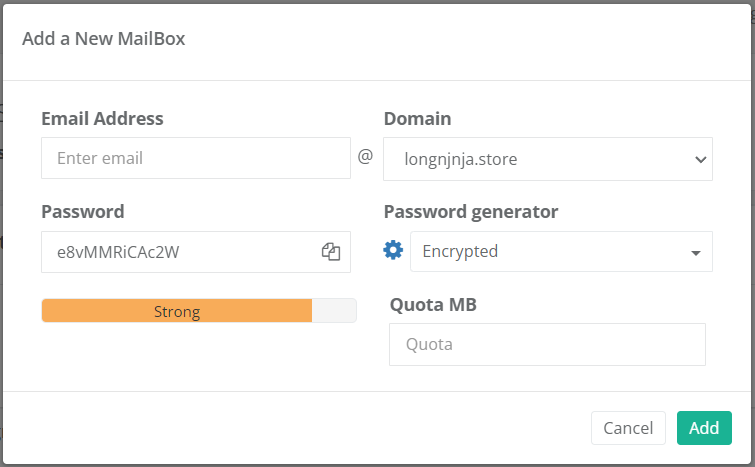 Add a New MailBox
Email Address
Domain
Enter email
@
longnjnja.store
Password
Password generator
e8vMMRiCAc2W
Encrypted
Strong
Quota MB
Quota
Cancel
Add